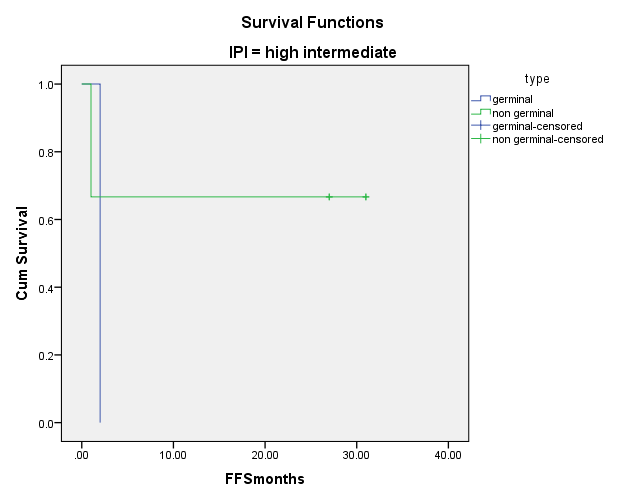 Survival Functions
IPI = high intermediate
type
germinal
non germinal
germinal-censored
non germinal-censored
Cum Survival
1.0
0.8
0.6
0.4
0.2
0.0
.00
10.00
20.00
30.00
40.00
FFSmonths